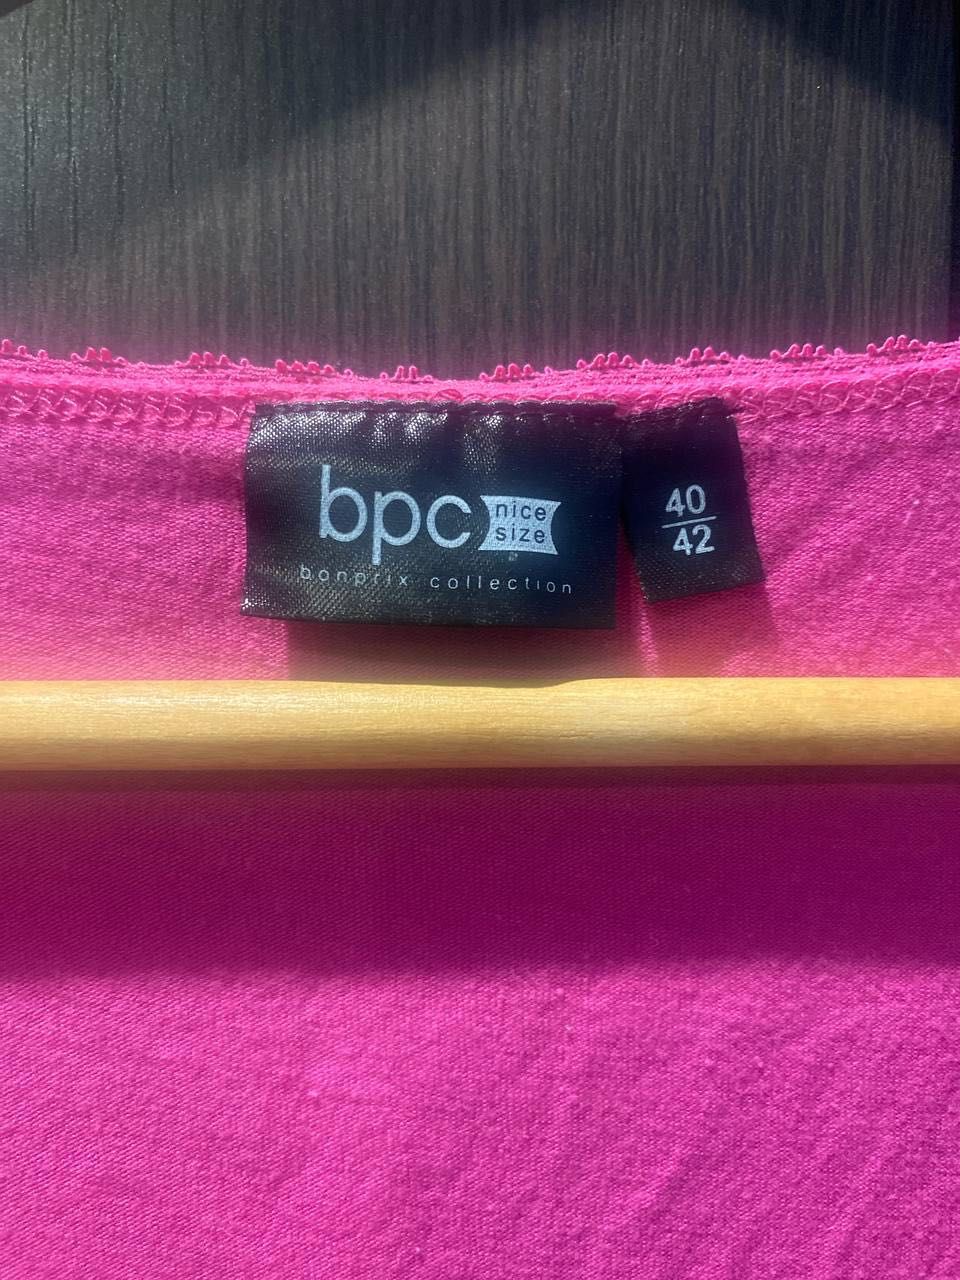 bpc nice size
bonprix collection
40
42